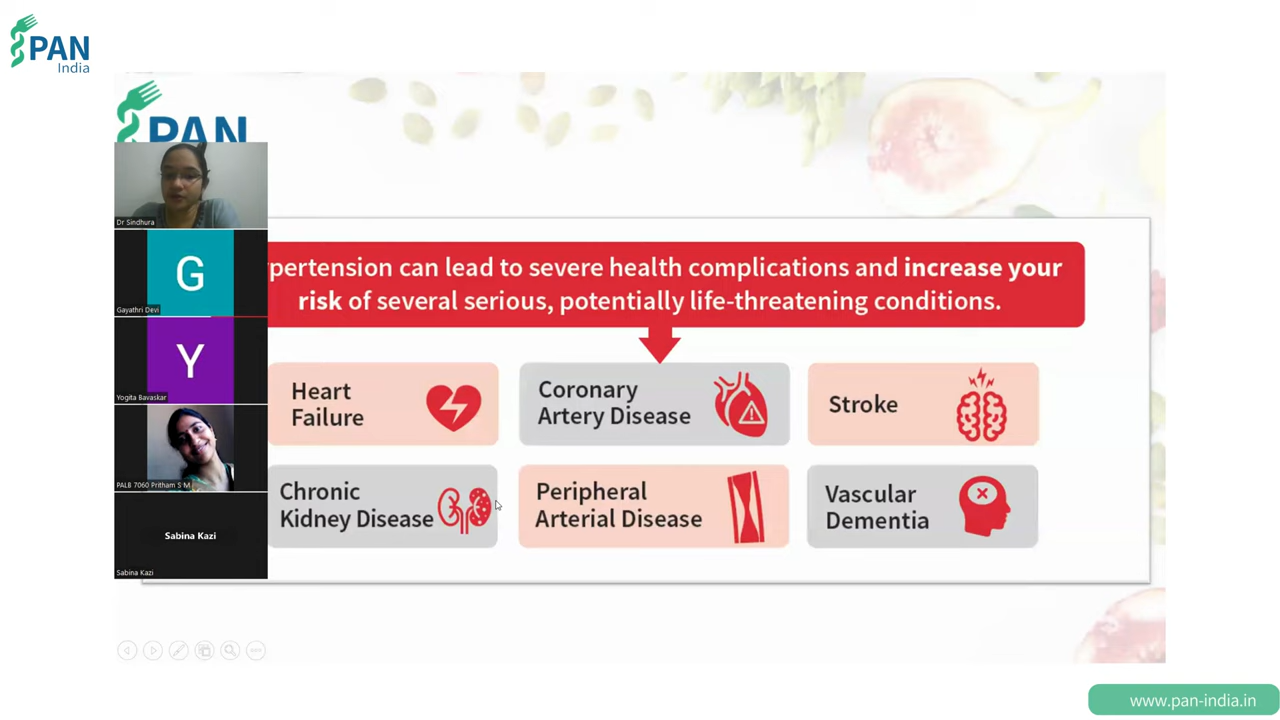 PAN
India
PAN
Dr Sindhura
G
Gayathri Devi
Y
Yogita Bavaskar
PALB 7060 Pritham S M
Sabina Kazi
Sabina Kazi
pertension can lead to severe health complications and increase your
risk of several serious, potentially life-threatening conditions.
Heart
Failure
Coronary
Artery Disease
Stroke
Chronic
Kidney Disease
Peripheral
Arterial Disease
Vascular
Dementia
www.pan-india.in